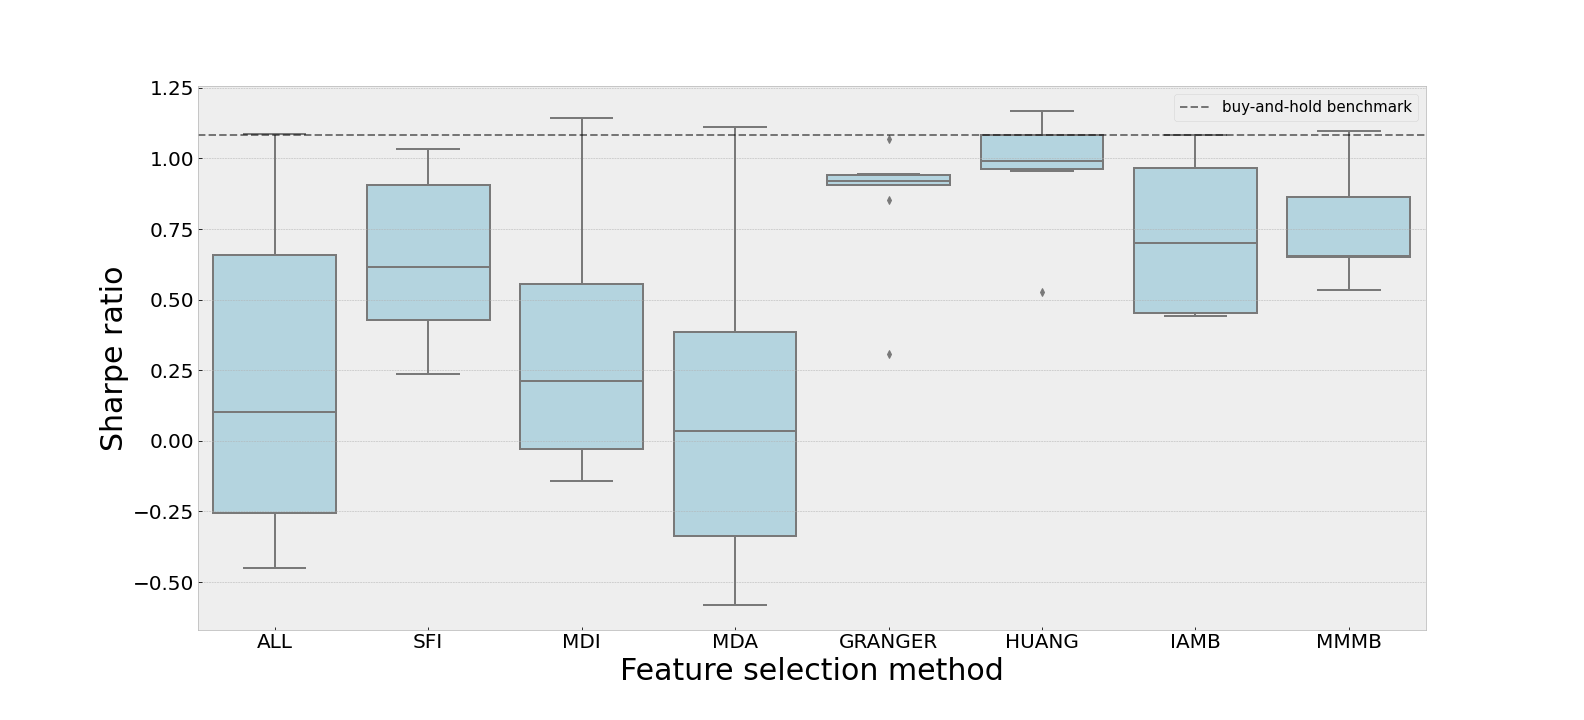 1.25
buy-and-hold benchmark
1.00
0.75
0.50
0.25
0.00
−0.25
−0.50
Sharpe ratio
ALL SFI MDI MDA GRANGER HUANG IAMB MMMB
Feature selection method